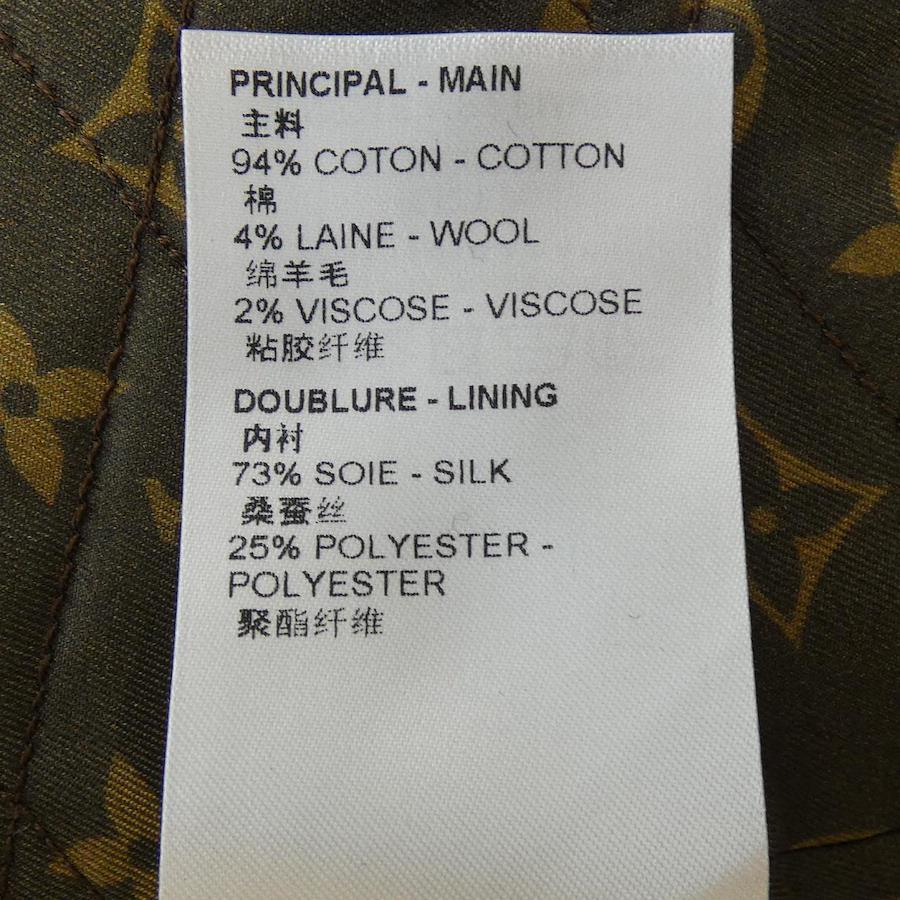 PRINCIPAL - MAIN
主料
94% COTON - COTTON
棉
4% LAINE - WOOL
绵羊毛
2% VISCOSE - VISCOSE
粘胶纤维
DOUBLURE - LINING
内衬
73% SOIE - SILK
桑蚕丝
25% POLYESTER -
POLYESTER
聚酯纤维